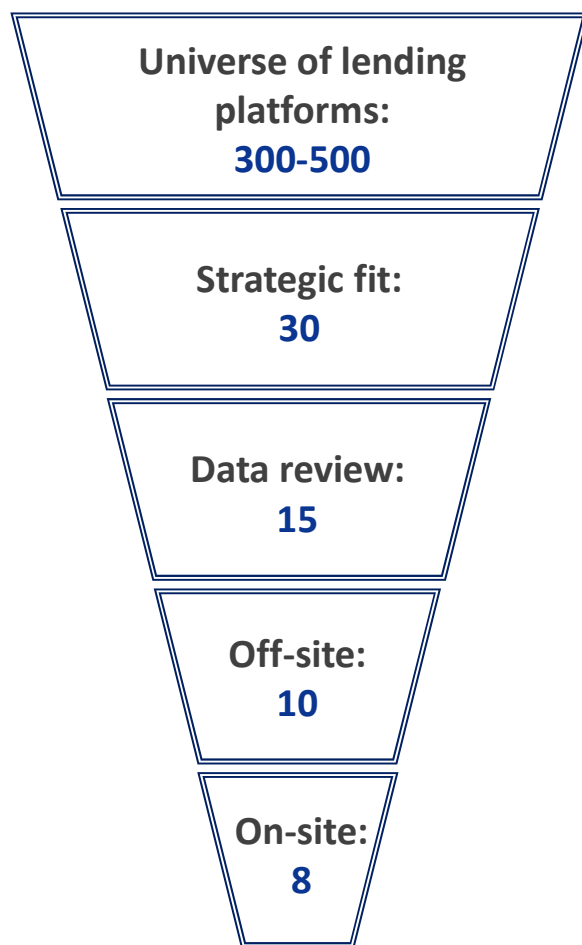 Universe of lending
platforms:
300-500
Strategic fit:
30
Data review:
15
Off-site:
10
On-site:
8